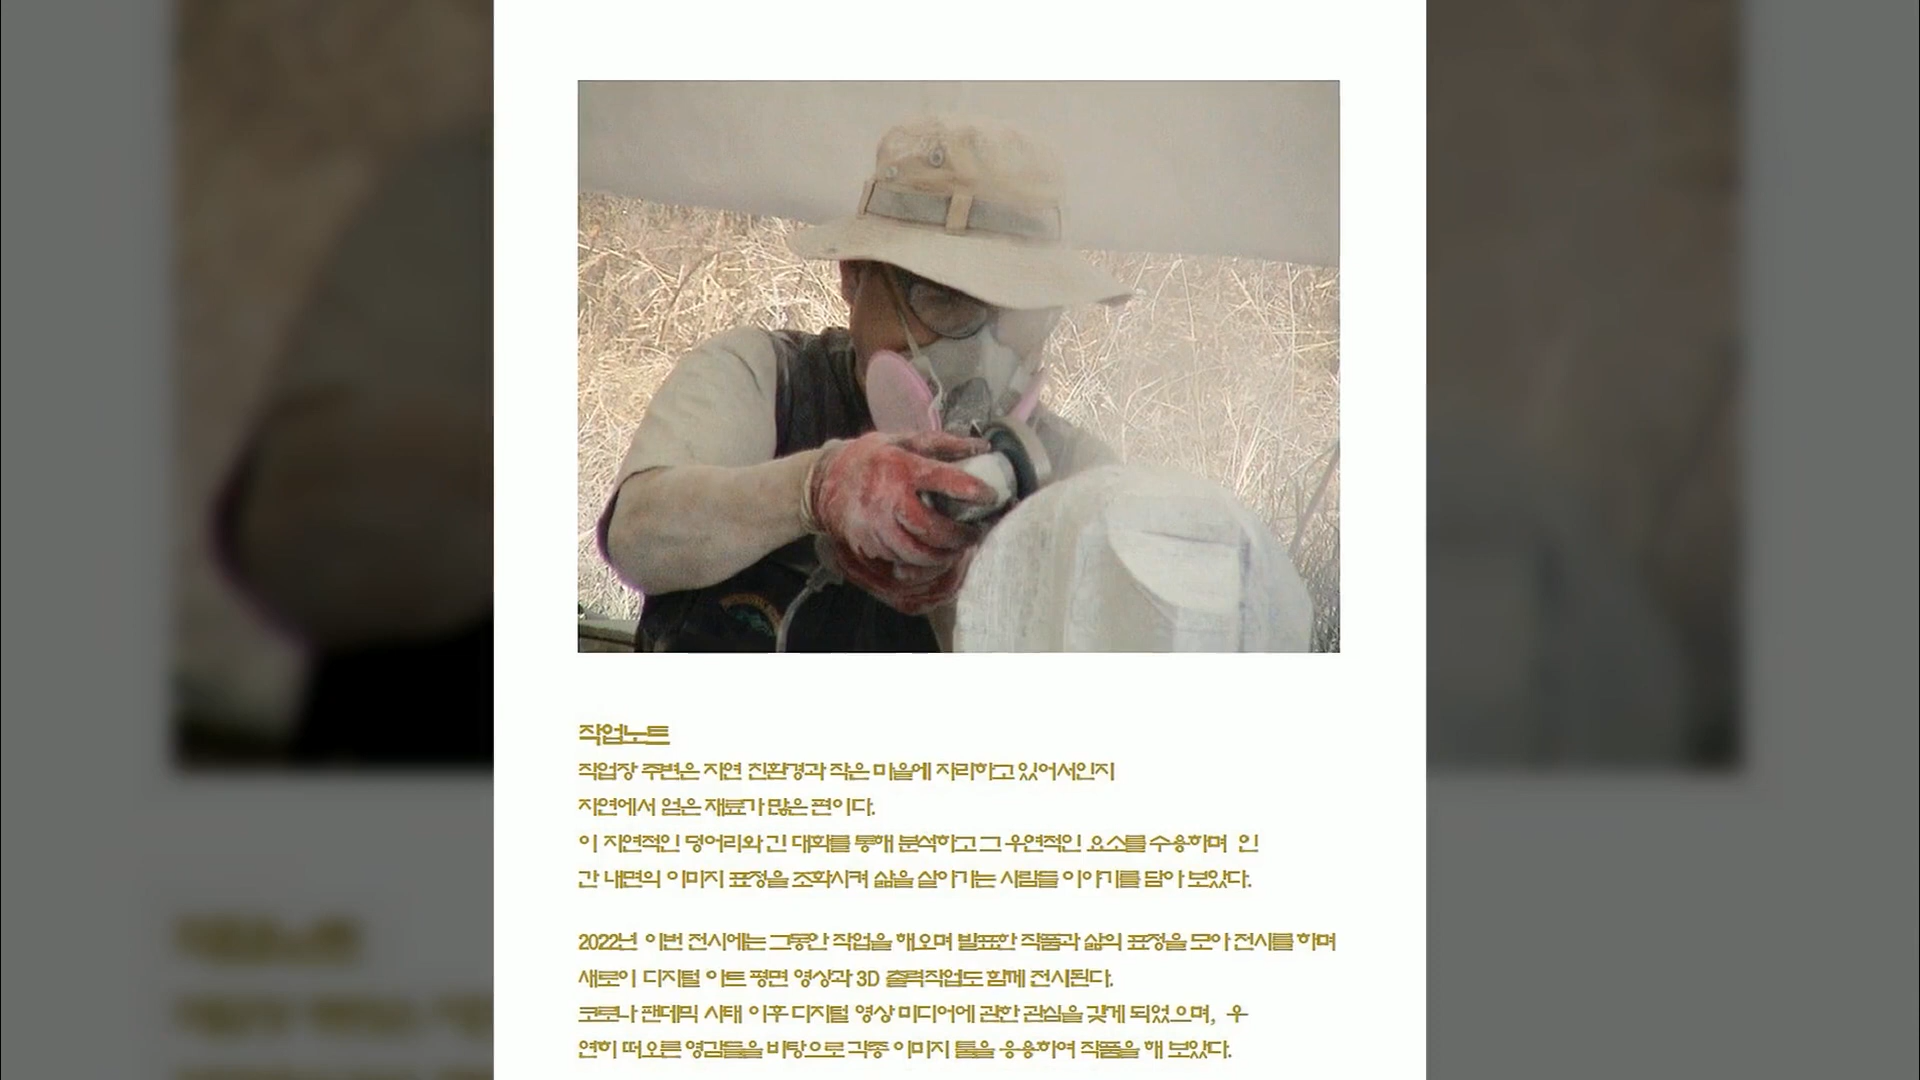 작업노트
작업장 주변은 자연 친환경과 작은 마을에 자리하고 있어서인지
자연에서 얻은 재료가 많은 편이다.
이 자연적인 덩어리와 긴 대화를 통해 분석하고 그 우연적인 요소를 수용하며 인
간 내면의 이미지 표정을 조화시켜 삶을 살아가는 사람들 이야기를 담아 보았다.
2022년 이번 전시에는 그동안 작업을 해오며 발표한 작품과 삶의 표정을 모아 전시를 하며
새로이 디지털 아트 평면 영상과 3D 출력작업도 함께 전시된다.
코로나 팬데믹 사태 이후 디지털 영상 미디어에 관한 관심을 갖게 되었으며, 우
연히 떠오른 영감들을 바탕으로 각종 이미지 툴을 응용하여 작품을 해 보았다.